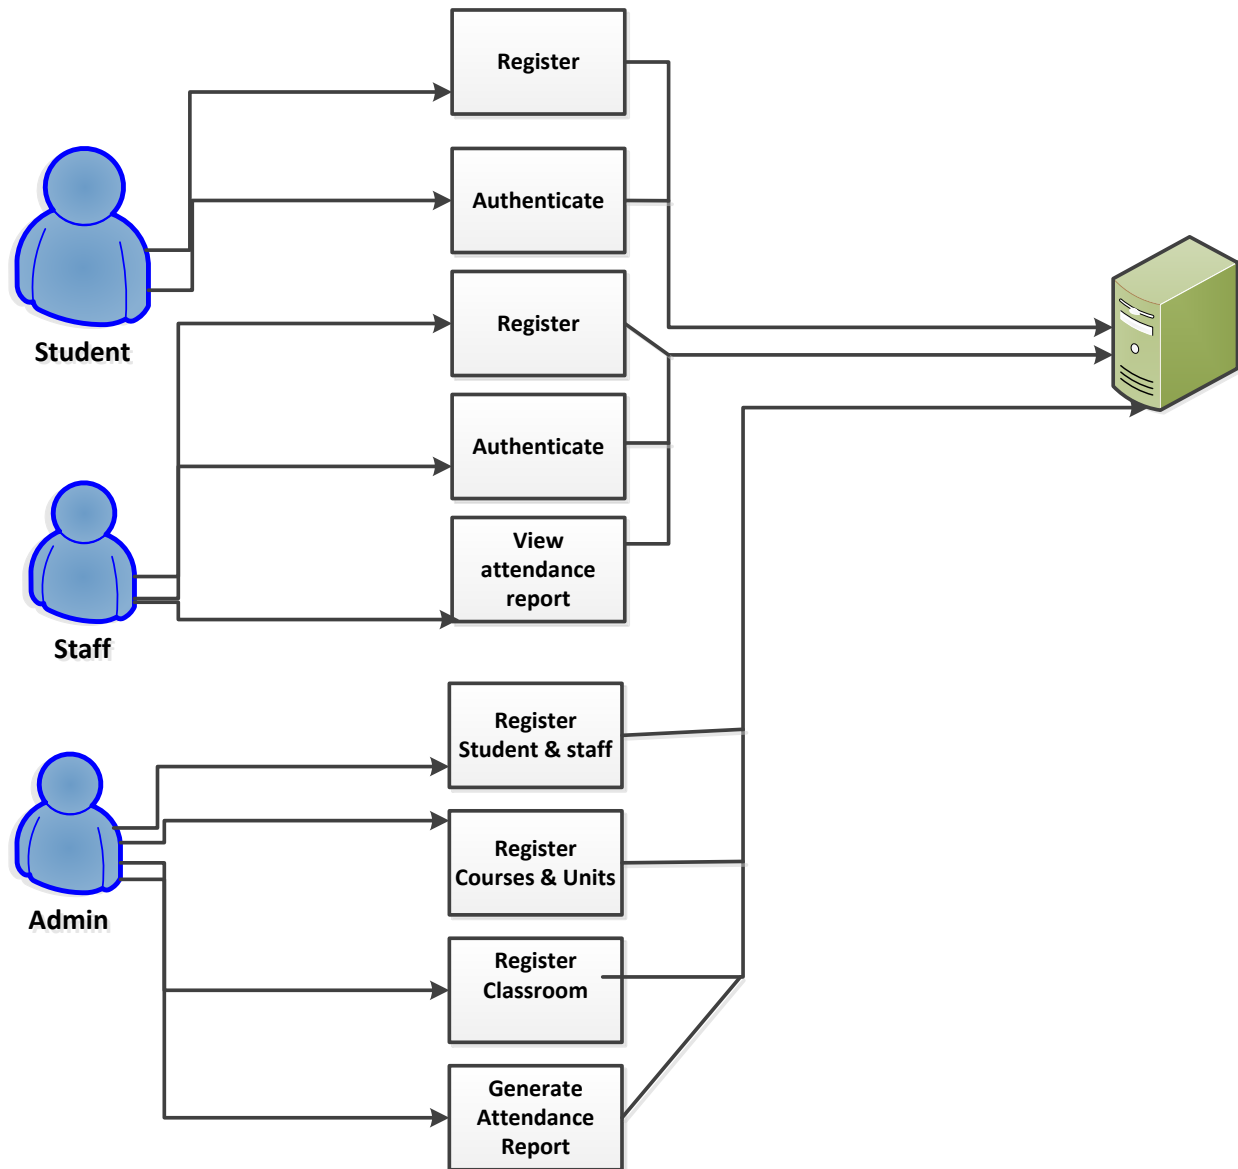 Register
Authenticate
Student
Register
Authenticate
View
attendance
report
Staff
Register
Student & staff
Register
Courses & Units
Admin
Register
Classroom
Generate
Attendance
Report